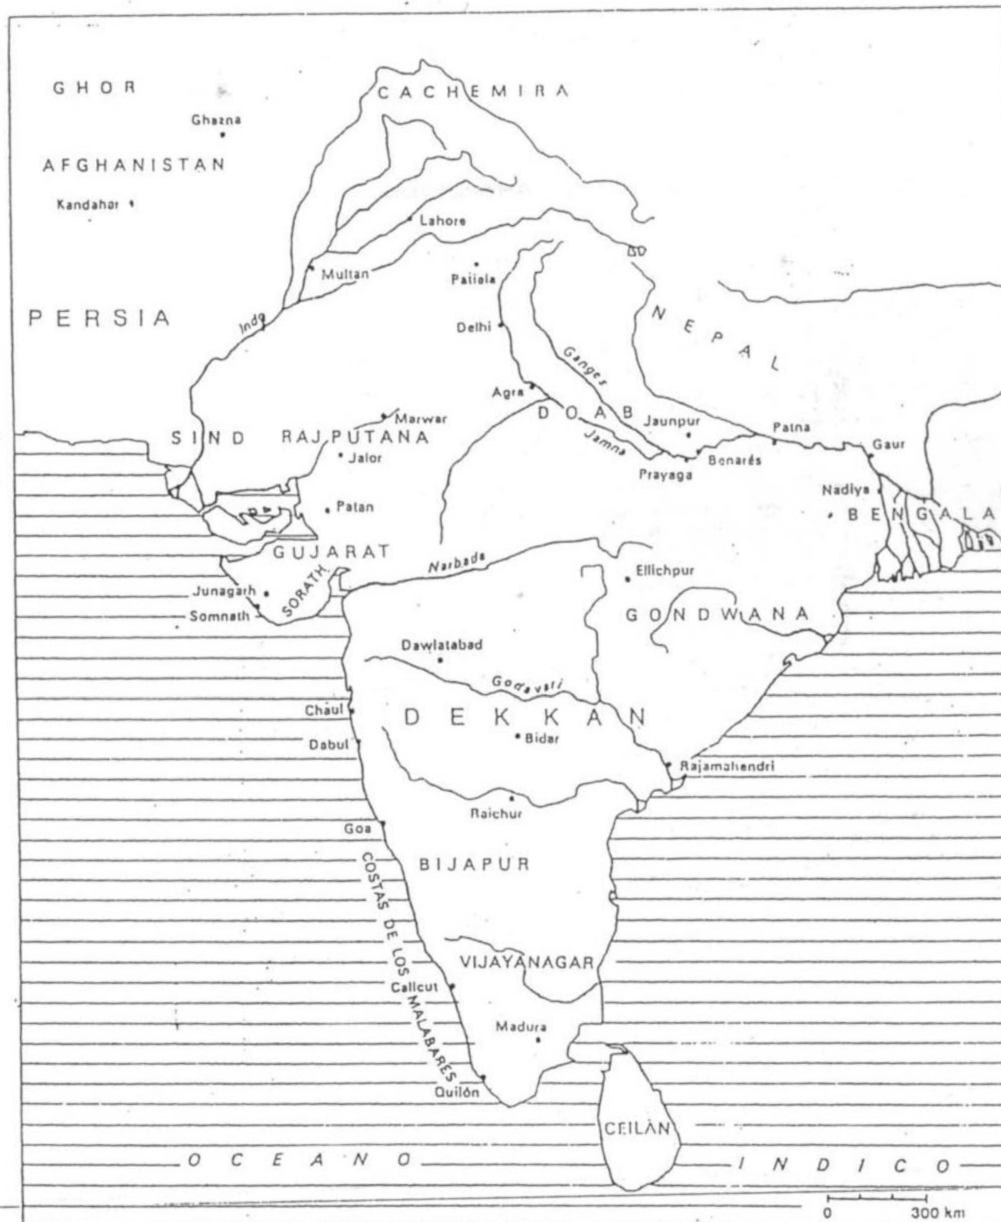 GHOR
CACHEMIRA
Ghazna
AFGHANISTAN
Kandahar
Lahore
Multan
Patiala
PERSIA
Indo
NEPAL
Delhi
Ganges
Agra
DOAB
Marwar
Jaunpur
Patna
SIND RAJPUTANA
Jamna
Gaur
Jalor
Benarés
Prayaga
Nadiya
Patan
BENGALA
GUJARAT
Narbada
Ellichpur
Junagarh
SORATH
Somnath
GONDWANA
Dawlatabad
Godavali
Chaul
DEKKAN
Dabul
Bidar
Rajamahendri
Raichur
Goa
BIJAPUR
COSTAS DE LOS MALABARES
VIJAYANAGAR
Calicut
Madura
Quilón
CEILÁN
OCEANO INDICO
0 300 km